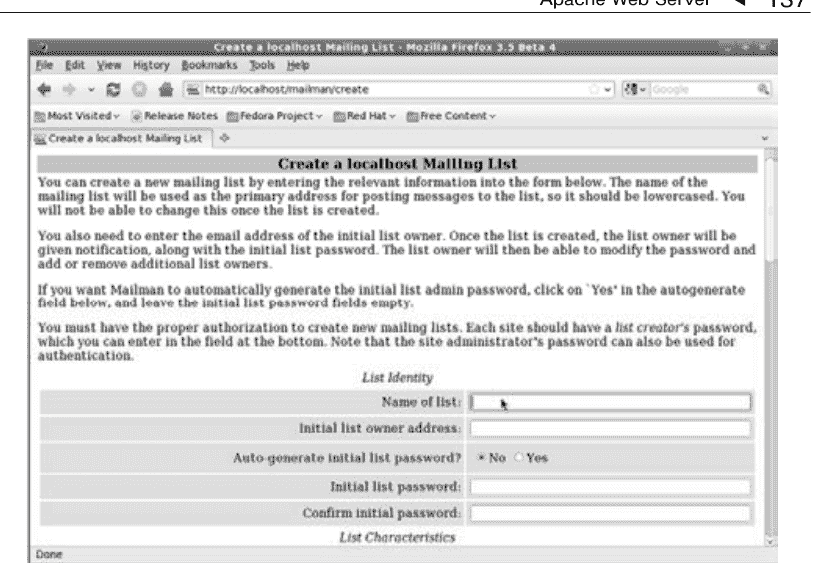 Apache Web Server ◄ 137
Create a localhost Mailing List - Mozilla Firefox 3.5 Beta 4
File Edit View History Bookmarks Tools Help
http://localhost/mailman/create
Google
Most Visited Release Notes Fedora Project Red Hat Free Content
Create a localhost Mailing List
Create a localhost Mailing List
You can create a new mailing list by entering the relevant information into the form below. The name of the
mailing list will be used as the primary address for posting messages to the list, so it should be lowercased. You
will not be able to change this once the list is created.
You also need to enter the email address of the initial list owner. Once the list is created, the list owner will be
given notification, along with the initial list password. The list owner will then be able to modify the password and
add or remove additional list owners.
If you want Mailman to automatically generate the initial list admin password, click on `Yes' in the autogenerate
field below, and leave the initial list password fields empty.
You must have the proper authorization to create new mailing lists. Each site should have a list creator's password,
which you can enter in the field at the bottom. Note that the site administrator's password can also be used for
authentication.
List Identity
Name of list:
Initial list owner address:
Auto-generate initial list password? No Yes
Initial list password:
Confirm initial password:
List Characteristics
Done